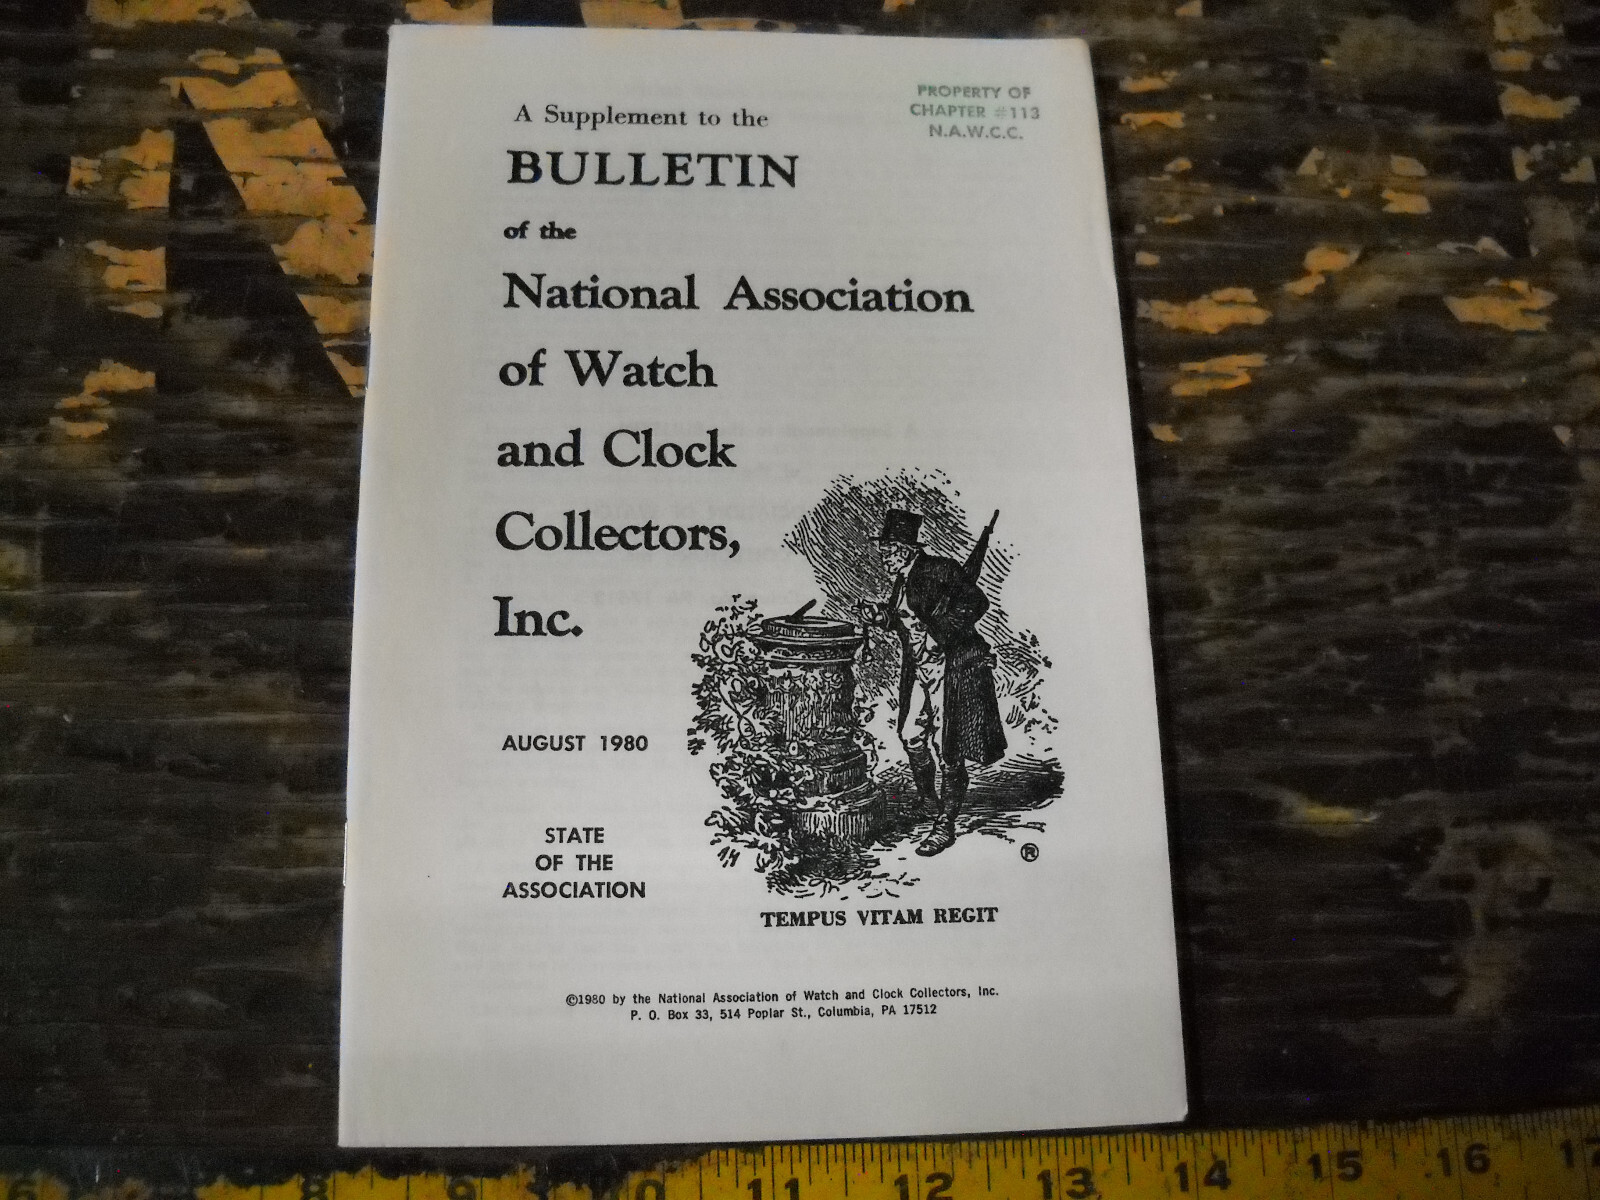 PROPERTY OF
CHAPTER #113
N.A.W.C.C.
A Supplement to the
BULLETIN
of the
National Association
of Watch
and Clock
Collectors,
Inc.
AUGUST 1980
STATE
OF THE
ASSOCIATION
®
TEMPUS VITAM REGIT
©1980 by the National Association of Watch and Clock Collectors, Inc.
P. O. Box 33, 514 Poplar St., Columbia, PA 17512
8 9 10 11 12 13 14 15 16 17